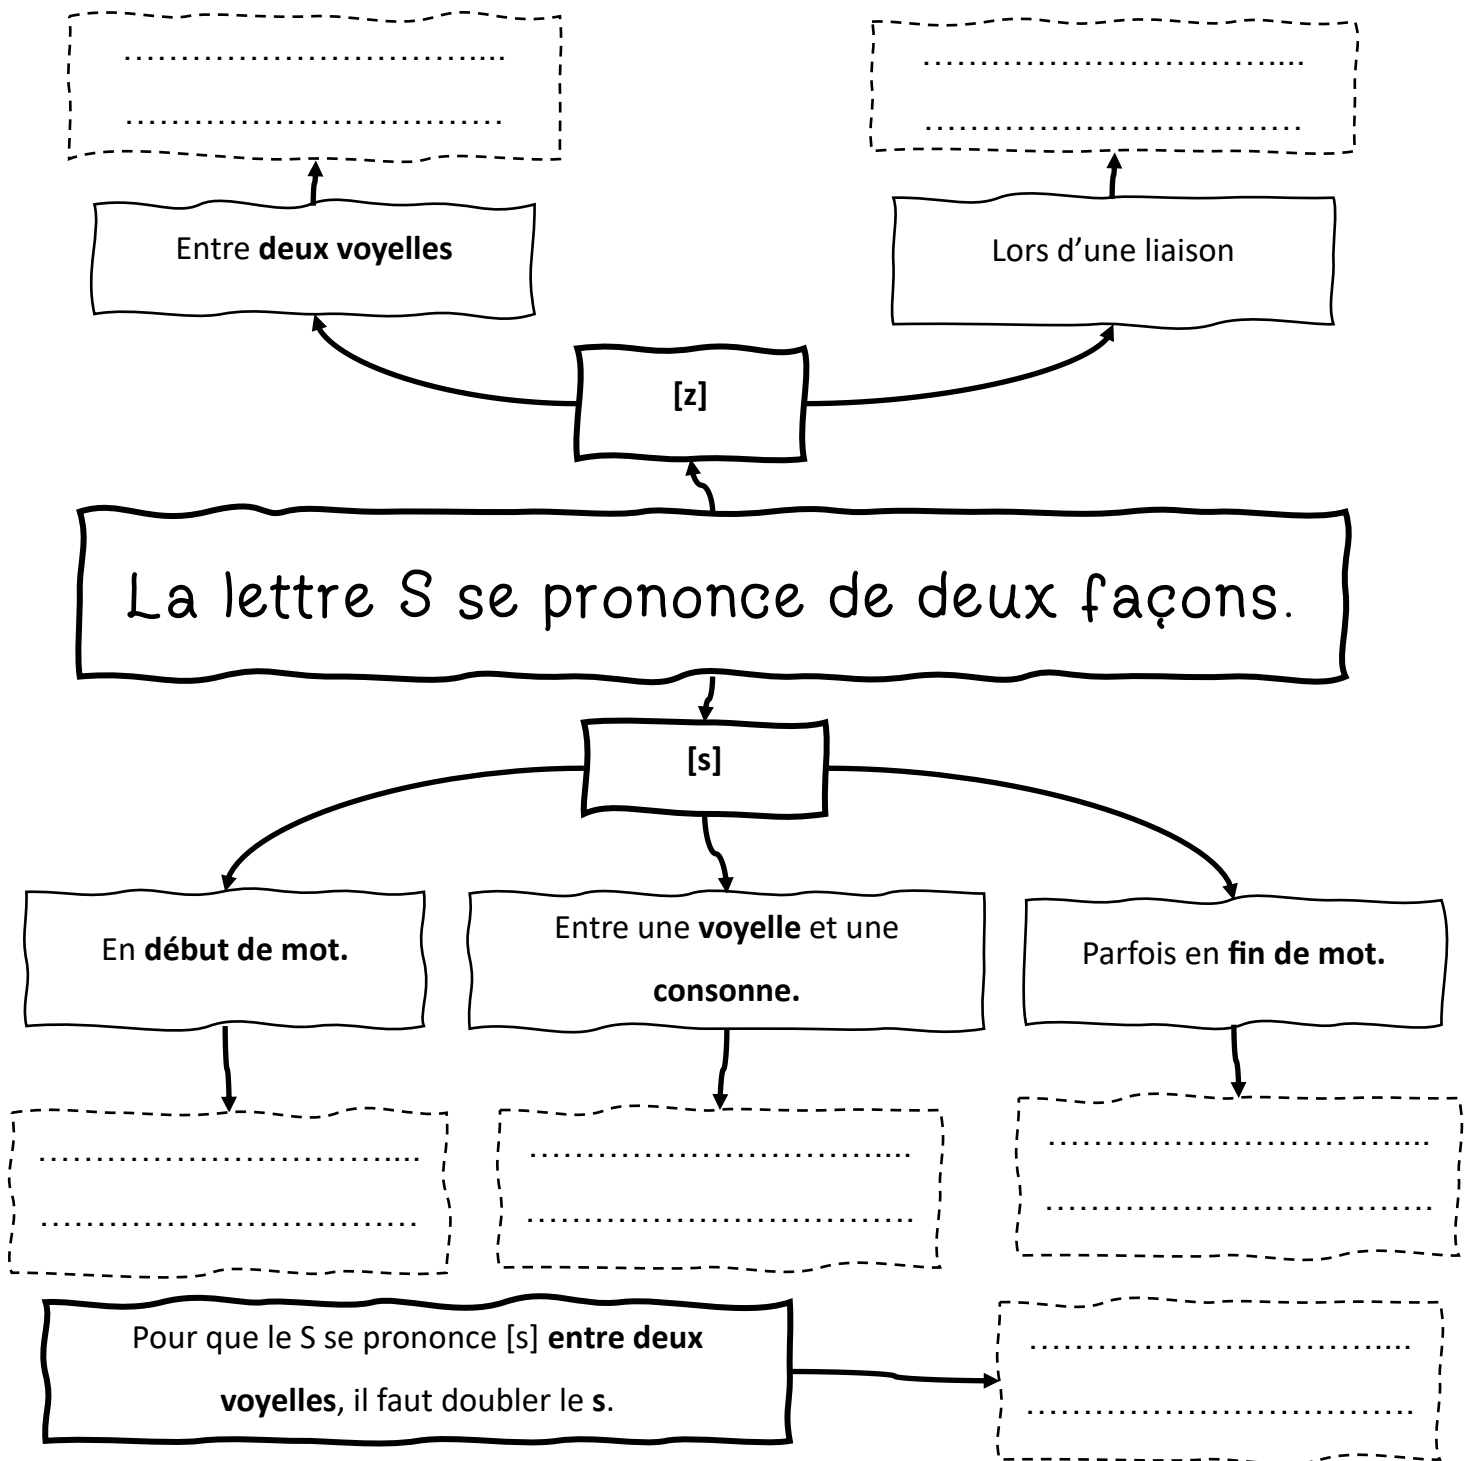 Entre deux voyelles
Lors d’une liaison
[z]
La lettre S se prononce de deux façons.
[s]
En début de mot.
Entre une voyelle et une
consonne.
Parfois en fin de mot.
Pour que le S se prononce [s] entre deux
voyelles, il faut doubler le s.